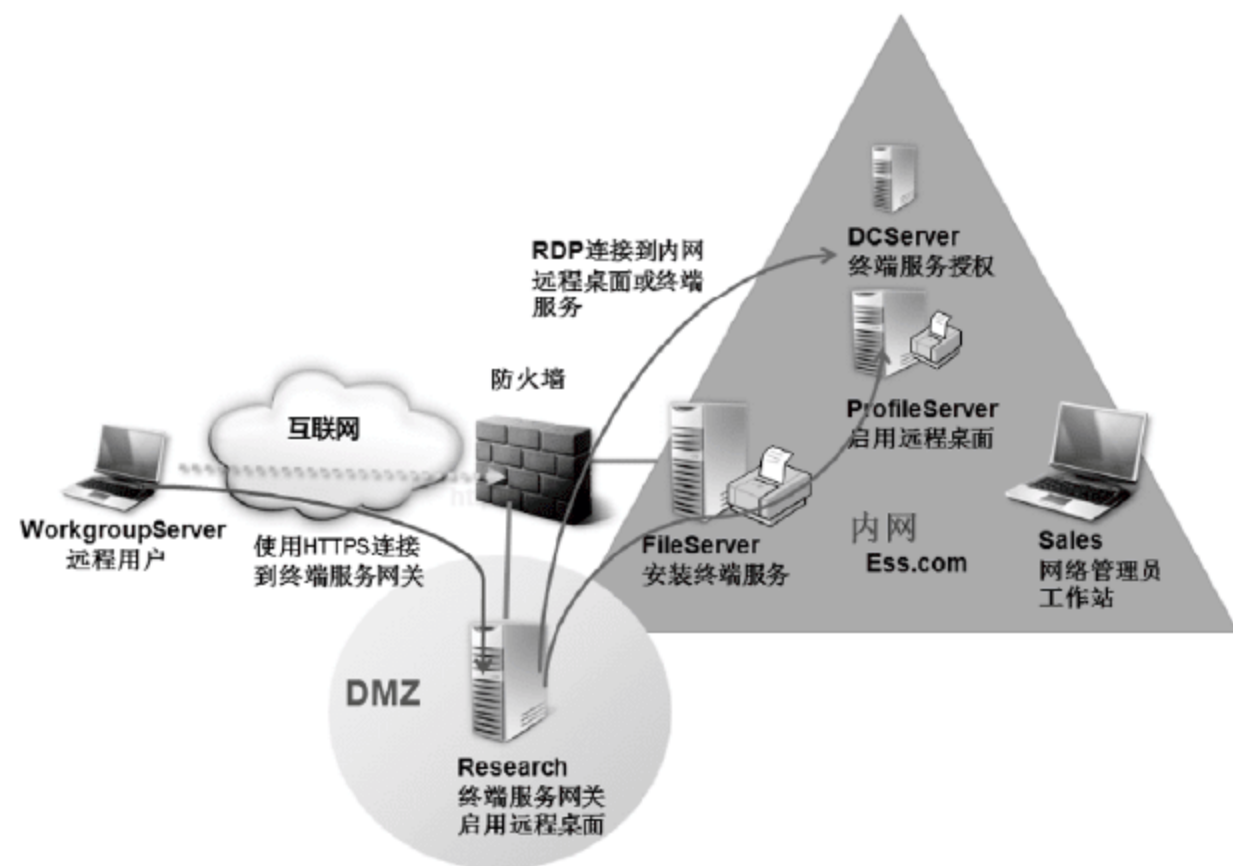 DCServer
终端服务授权
RDP连接到内网
远程桌面或终端
服务
防火墙
ProfileServer
启用远程桌面
互联网
WorkgroupServer
远程用户
使用HTTPS连接
到终端服务网关
FileServer
安装终端服务
内网
Ess.com
Sales
网络管理员
工作站
DMZ
Research
终端服务网关
启用远程桌面